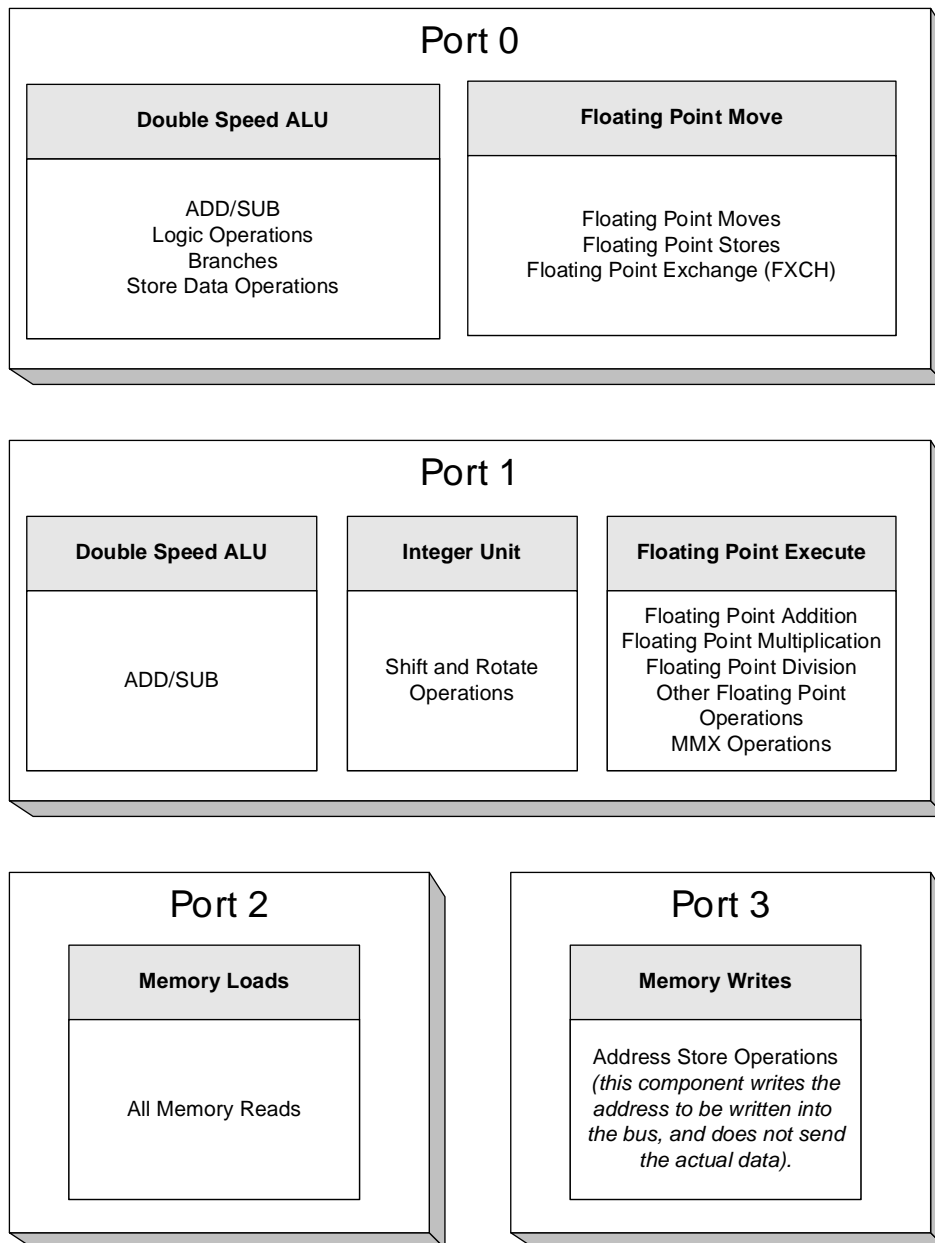 Port 0
Double Speed ALU
ADD/SUB
Logic Operations
Branches
Store Data Operations
Floating Point Move
Floating Point Moves
Floating Point Stores
Floating Point Exchange (FXCH)
Port 1
Double Speed ALU
ADD/SUB
Integer Unit
Shift and Rotate
Operations
Floating Point Execute
Floating Point Addition
Floating Point Multiplication
Floating Point Division
Other Floating Point
Operations
MMX Operations
Port 2
Memory Loads
All Memory Reads
Port 3
Memory Writes
Address Store Operations
(this component writes the
address to be written into
the bus, and does not send
the actual data).